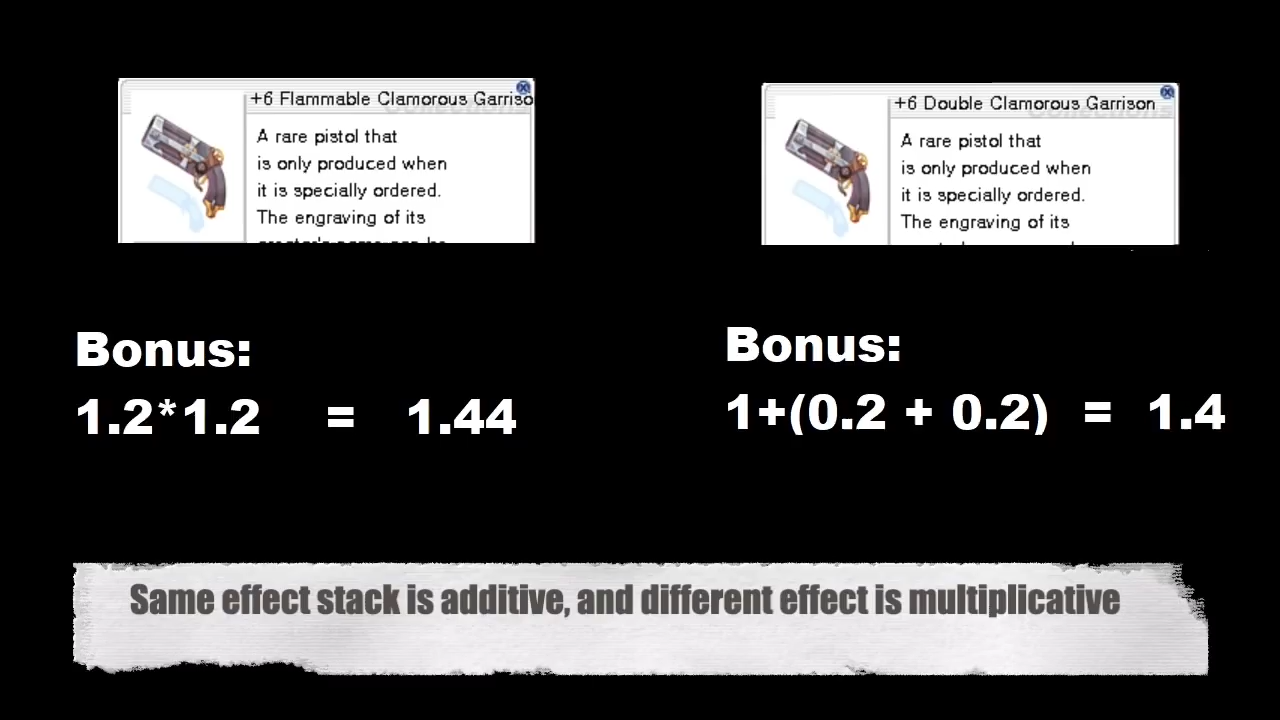 +6 Flammable Clamorous Garriso
A rare pistol that
is only produced when
it is specially ordered.
The engraving of its
+6 Double Clamorous Garrison
A rare pistol that
is only produced when
it is specially ordered.
The engraving of its
Bonus:
1.2*1.2 = 1.44
Bonus:
1+(0.2 + 0.2) = 1.4
Same effect stack is additive, and different effect is multiplicative